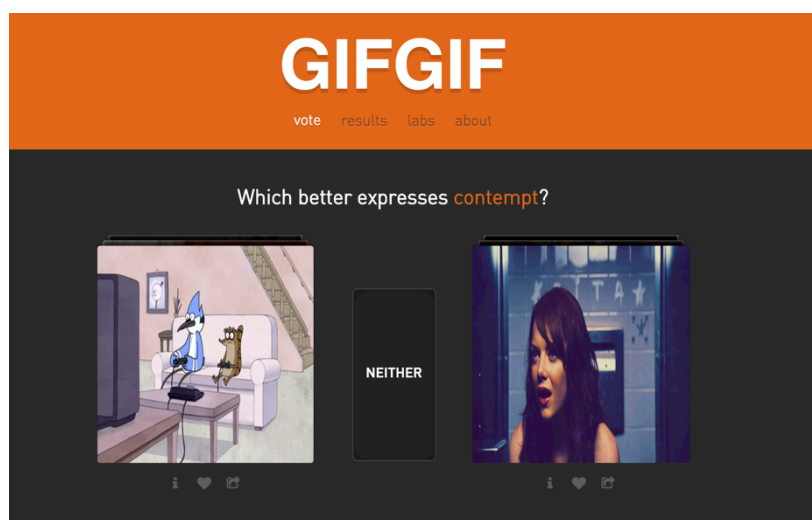 GIFGIF
vote results labs about
Which better expresses contempt?
NEITHER